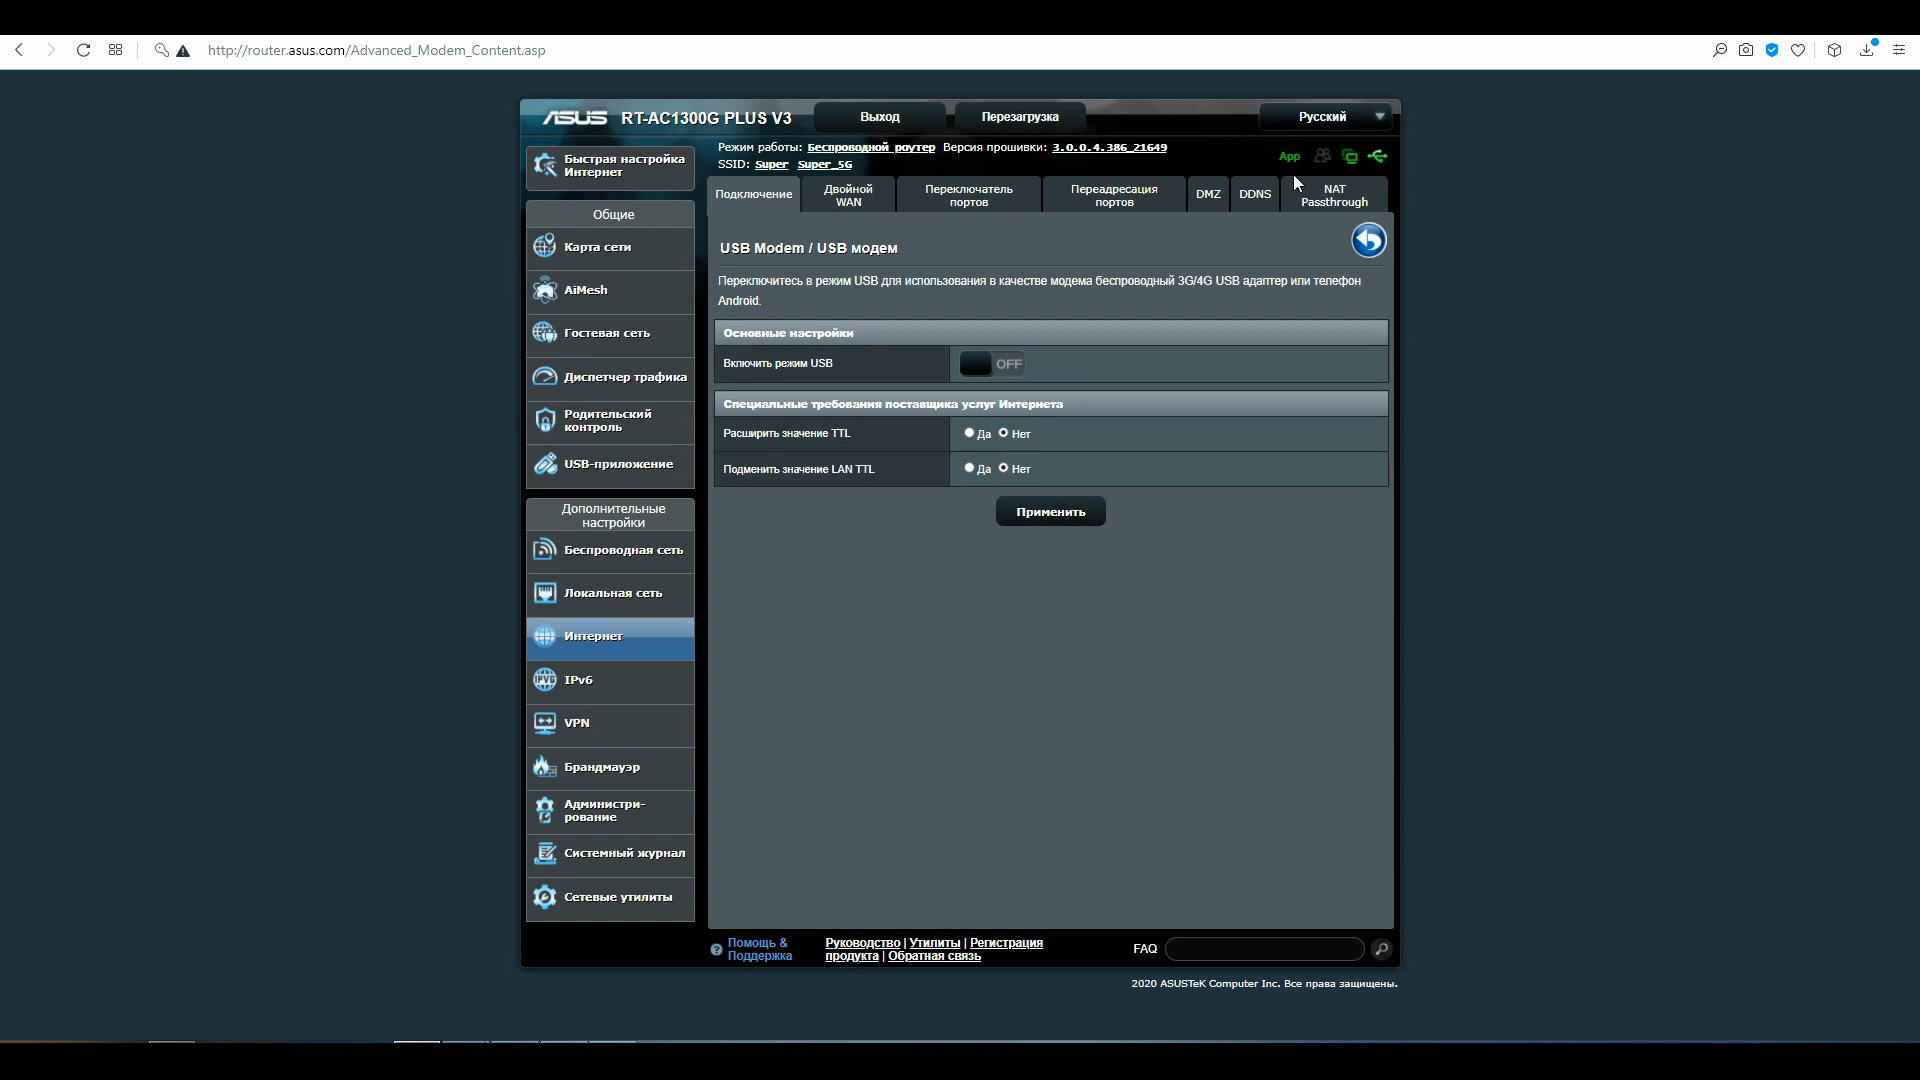 http://router.asus.com/Advanced_Modem_Content.asp
ASUS RT-AC1300G PLUS V3 Выход Перезагрузка Русский
Быстрая настройка
Интернет
Режим работы: Беспроводной роутер Версия прошивки: 3.0.0.4.386_21649
SSID: Super Super_5G
App
Подключение
Двойной
WAN
Переключатель
портов
Переадресация
портов
DMZ
DDNS
NAT
Passthrough
Общие
Карта сети
AiMesh
Гостевая сеть
Диспетчер трафика
Родительский
контроль
USB-приложение
Дополнительные
настройки
Беспроводная сеть
Локальная сеть
Интернет
IPv6
VPN
Брандмауэр
Администри-
рование
Системный журнал
Сетевые утилиты
USB Modem / USB модем
Переключитесь в режим USB для использования в качестве модема беспроводный 3G/4G USB адаптер или телефон
Android.
Основные настройки
Включить режим USB OFF
Специальные требования поставщика услуг Интернета
Расширить значение TTL Да Нет
Подменить значение LAN TTL Да Нет
Применить
Помощь &
Поддержка
Руководство | Утилиты | Регистрация
продукта | Обратная связь
FAQ
2020 ASUSTeK Computer Inc. Все права защищены.